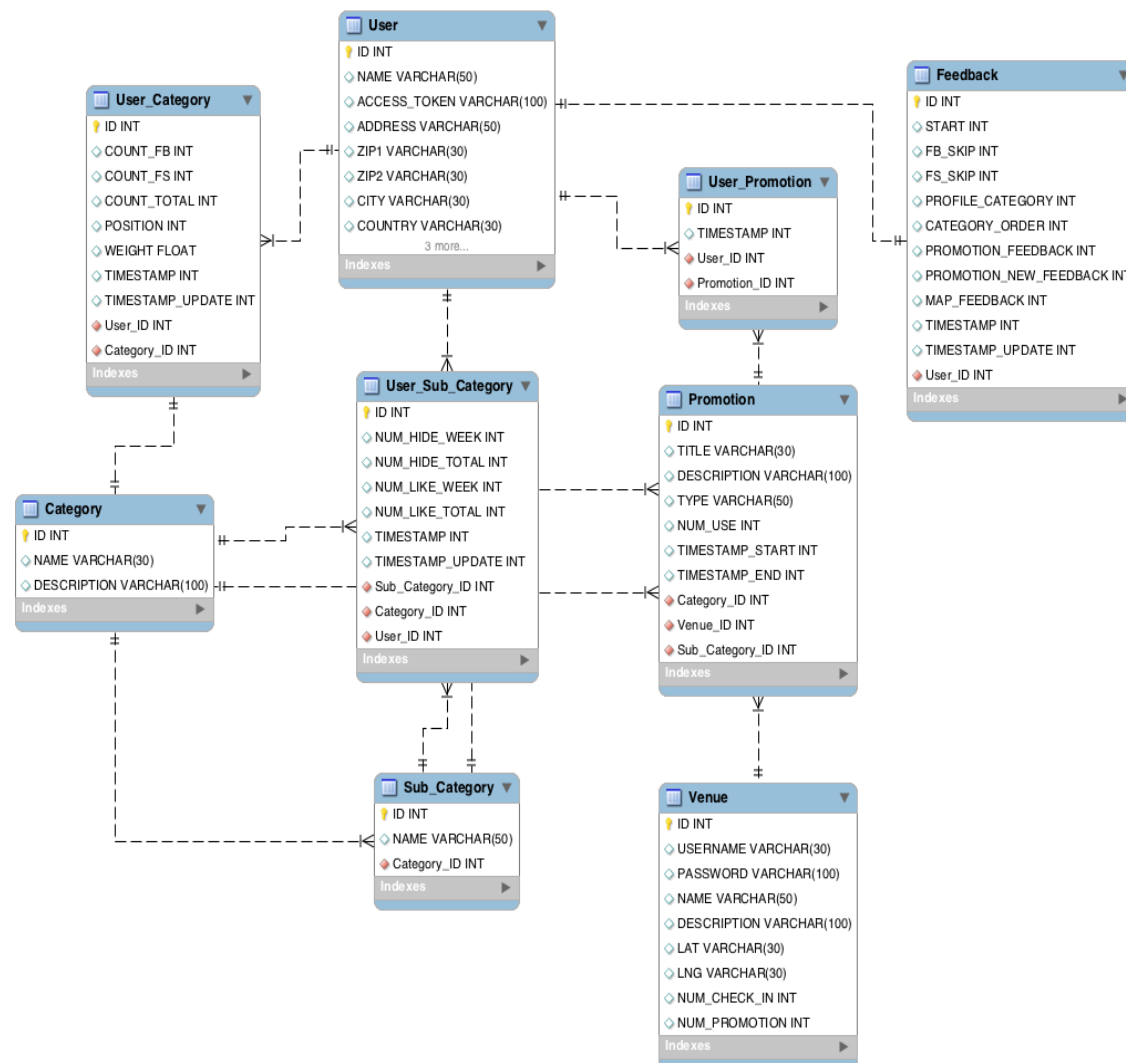 User
ID INT
NAME VARCHAR(50)
ACCESS_TOKEN VARCHAR(100)
ADDRESS VARCHAR(50)
ZIP1 VARCHAR(30)
ZIP2 VARCHAR(30)
CITY VARCHAR(30)
COUNTRY VARCHAR(30)
3 more...
Indexes
User_Category
ID INT
COUNT_FB INT
COUNT_FS INT
COUNT_TOTAL INT
POSITION INT
WEIGHT FLOAT
TIMESTAMP INT
TIMESTAMP_UPDATE INT
User_ID INT
Category_ID INT
Indexes
Feedback
ID INT
START INT
FB_SKIP INT
FS_SKIP INT
PROFILE_CATEGORY INT
CATEGORY_ORDER INT
PROMOTION_FEEDBACK INT
PROMOTION_NEW_FEEDBACK INT
MAP_FEEDBACK INT
TIMESTAMP INT
TIMESTAMP_UPDATE INT
User_ID INT
Indexes
User_Promotion
ID INT
TIMESTAMP INT
User_ID INT
Promotion_ID INT
Indexes
User_Sub_Category
ID INT
NUM_HIDE_WEEK INT
NUM_HIDE_TOTAL INT
NUM_LIKE_WEEK INT
NUM_LIKE_TOTAL INT
TIMESTAMP INT
TIMESTAMP_UPDATE INT
Sub_Category_ID INT
Category_ID INT
User_ID INT
Indexes
Promotion
ID INT
TITLE VARCHAR(30)
DESCRIPTION VARCHAR(100)
TYPE VARCHAR(50)
NUM_USE INT
TIMESTAMP_START INT
TIMESTAMP_END INT
Category_ID INT
Venue_ID INT
Sub_Category_ID INT
Indexes
Category
ID INT
NAME VARCHAR(30)
DESCRIPTION VARCHAR(100)
Indexes
Sub_Category
ID INT
NAME VARCHAR(50)
Category_ID INT
Indexes
Venue
ID INT
USERNAME VARCHAR(30)
PASSWORD VARCHAR(100)
NAME VARCHAR(50)
DESCRIPTION VARCHAR(100)
LAT VARCHAR(30)
LNG VARCHAR(30)
NUM_CHECK_IN INT
NUM_PROMOTION INT
Indexes